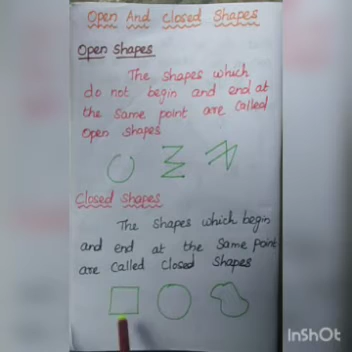 Open And Closed Shapes
Open Shapes
The Shapes which
do not begin and end at
the Same point are Called
Open Shapes
Closed Shapes
The Shapes which begin
and end at the Same point
are Called Closed Shapes
InShOt